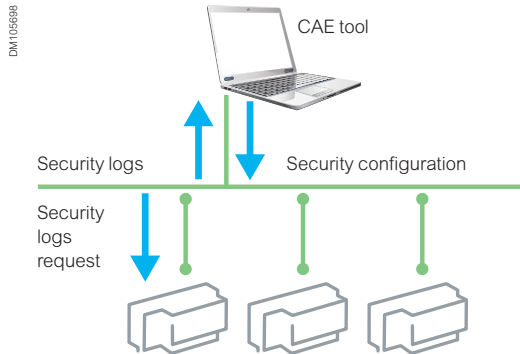 DM105698
CAE tool
Security logs
Security configuration
Security
logs
request